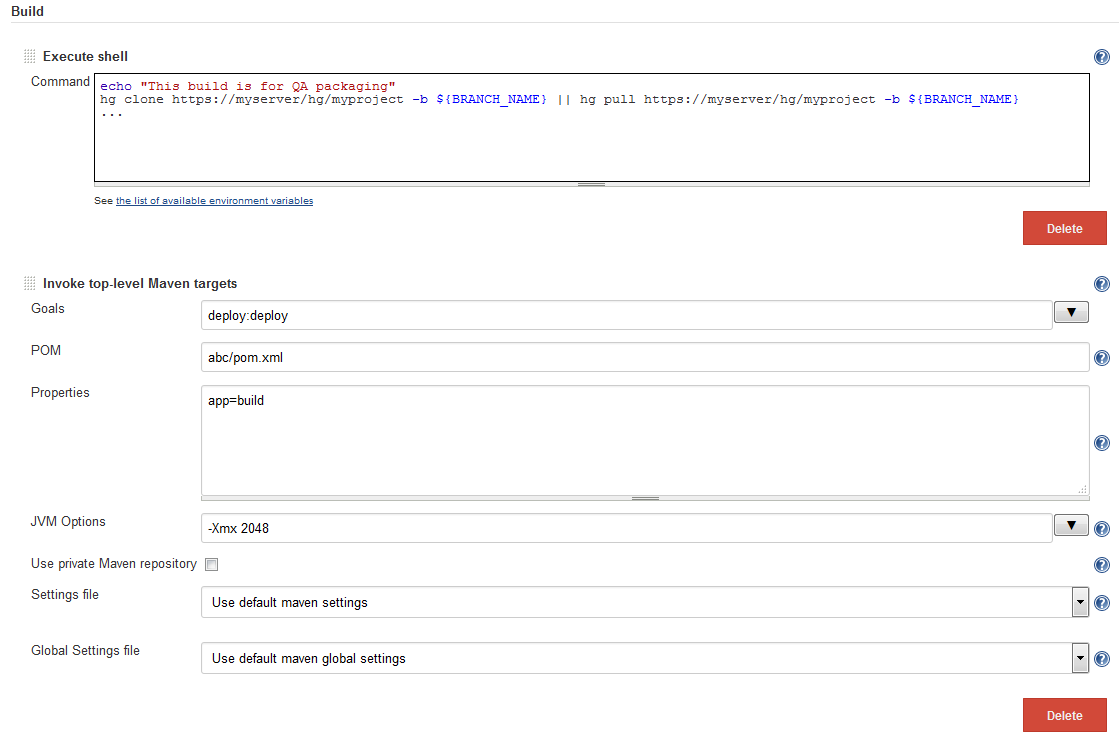 Build
Execute shell
Command
echo "This build is for QA packaging"
hg clone https://myserver/hg/myproject -b ${BRANCH_NAME} || hg pull https://myserver/hg/myproject -b ${BRANCH_NAME}
...
See the list of available environment variables
Delete
Invoke top-level Maven targets
Goals
deploy:deploy
POM
abc/pom.xml
Properties
app=build
JVM Options
-Xmx 2048
Use private Maven repository
Settings file
Use default maven settings
Global Settings file
Use default maven global settings
Delete